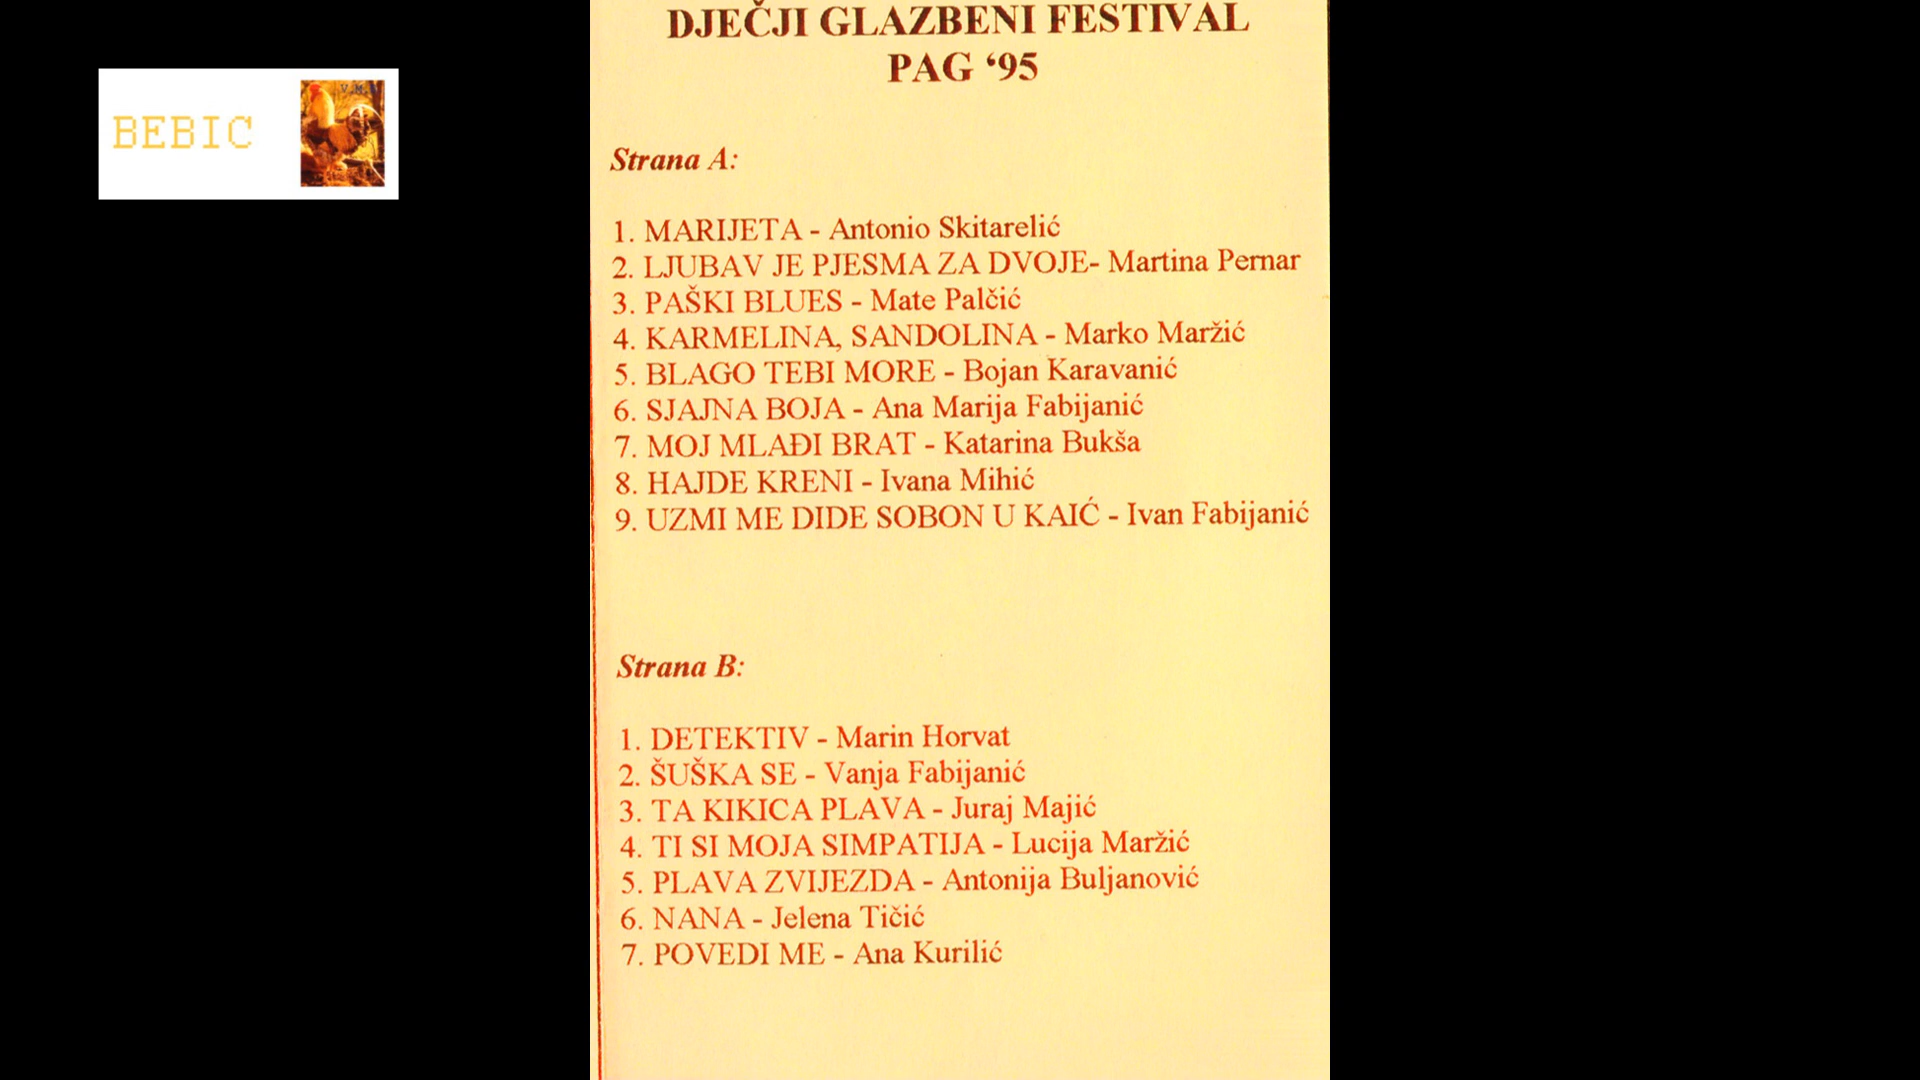 DJEČJI GLAZBENI FESTIVAL
PAG ‘95
BEBIC
V.M.
Strana A:
1. MARIJETA - Antonio Skitarelić
2. LJUBAV JE PJESMA ZA DVOJE- Martina Pernar
3. PAŠKI BLUES - Mate Palčić
4. KARMELINA, SANDOLINA - Marko Maržić
5. BLAGO TEBI MORE - Bojan Karavanić
6. SJAJNA BOJA - Ana Marija Fabijanić
7. MOJ MLAĐI BRAT - Katarina Bukša
8. HAJDE KRENI - Ivana Mihić
9. UZMI ME DIDE SOBON U KAIĆ - Ivan Fabijanić
Strana B:
1. DETEKTIV - Marin Horvat
2. ŠUŠKA SE - Vanja Fabijanić
3. TA KIKICA PLAVA - Juraj Majić
4. TI SI MOJA SIMPATIJA - Lucija Maržić
5. PLAVA ZVIJEZDA - Antonija Buljanović
6. NANA - Jelena Tičić
7. POVEDI ME - Ana Kurilić